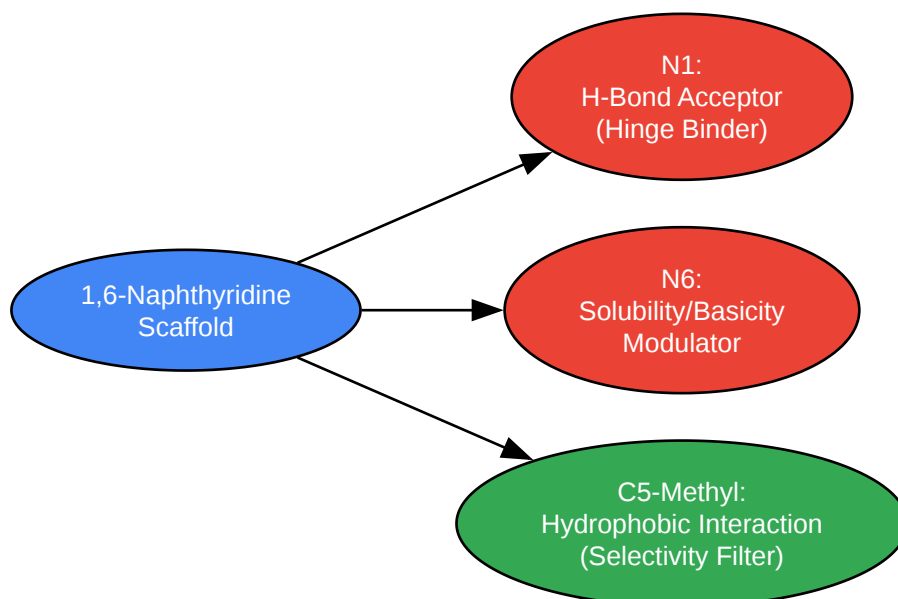 N1:
H-Bond Acceptor
(Hinge Binder)
1,6-Naphthyridine
Scaffold
N6:
Solubility/Basicity
Modulator
C5-Methyl:
Hydrophobic Interaction
(Selectivity Filter)